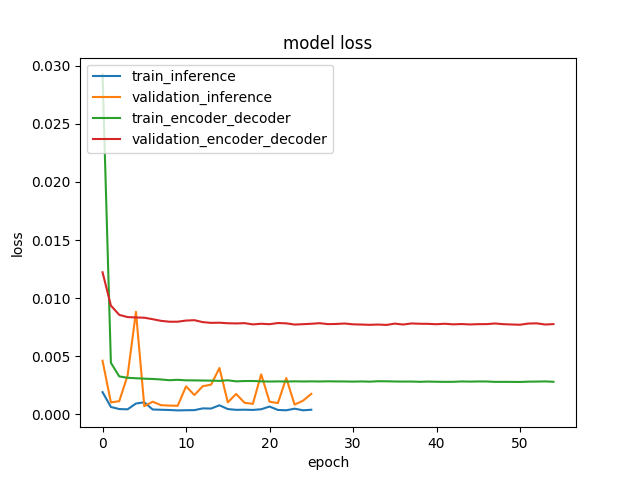 model loss
0.030
0.025
0.020
0.015
0.010
0.005
0.000
loss
train_inference
validation_inference
train_encoder_decoder
validation_encoder_decoder
0 10 20 30 40 50
epoch